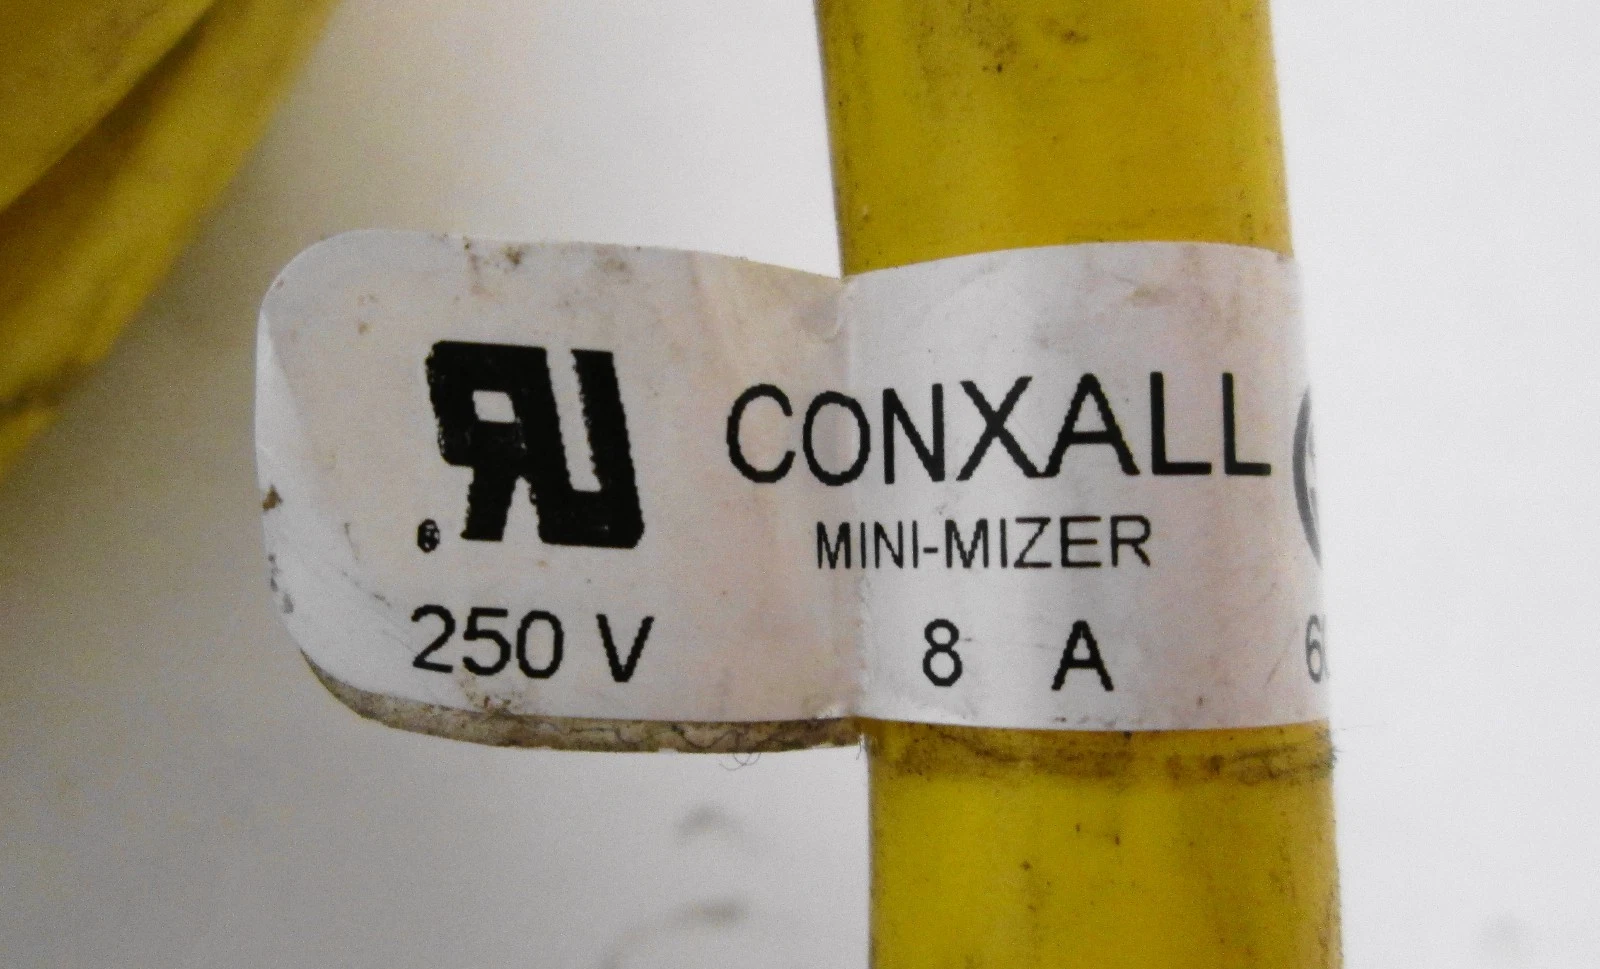 CONXALL
MINI-MIZER
250 V 8 A